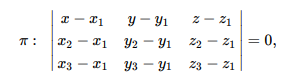 π : | x − x₁ y − y₁ z − z₁ |
| x₂ − x₁ y₂ − y₁ z₂ − z₁ | = 0,
| x₃ − x₁ y₃ − y₁ z₃ − z₁ |